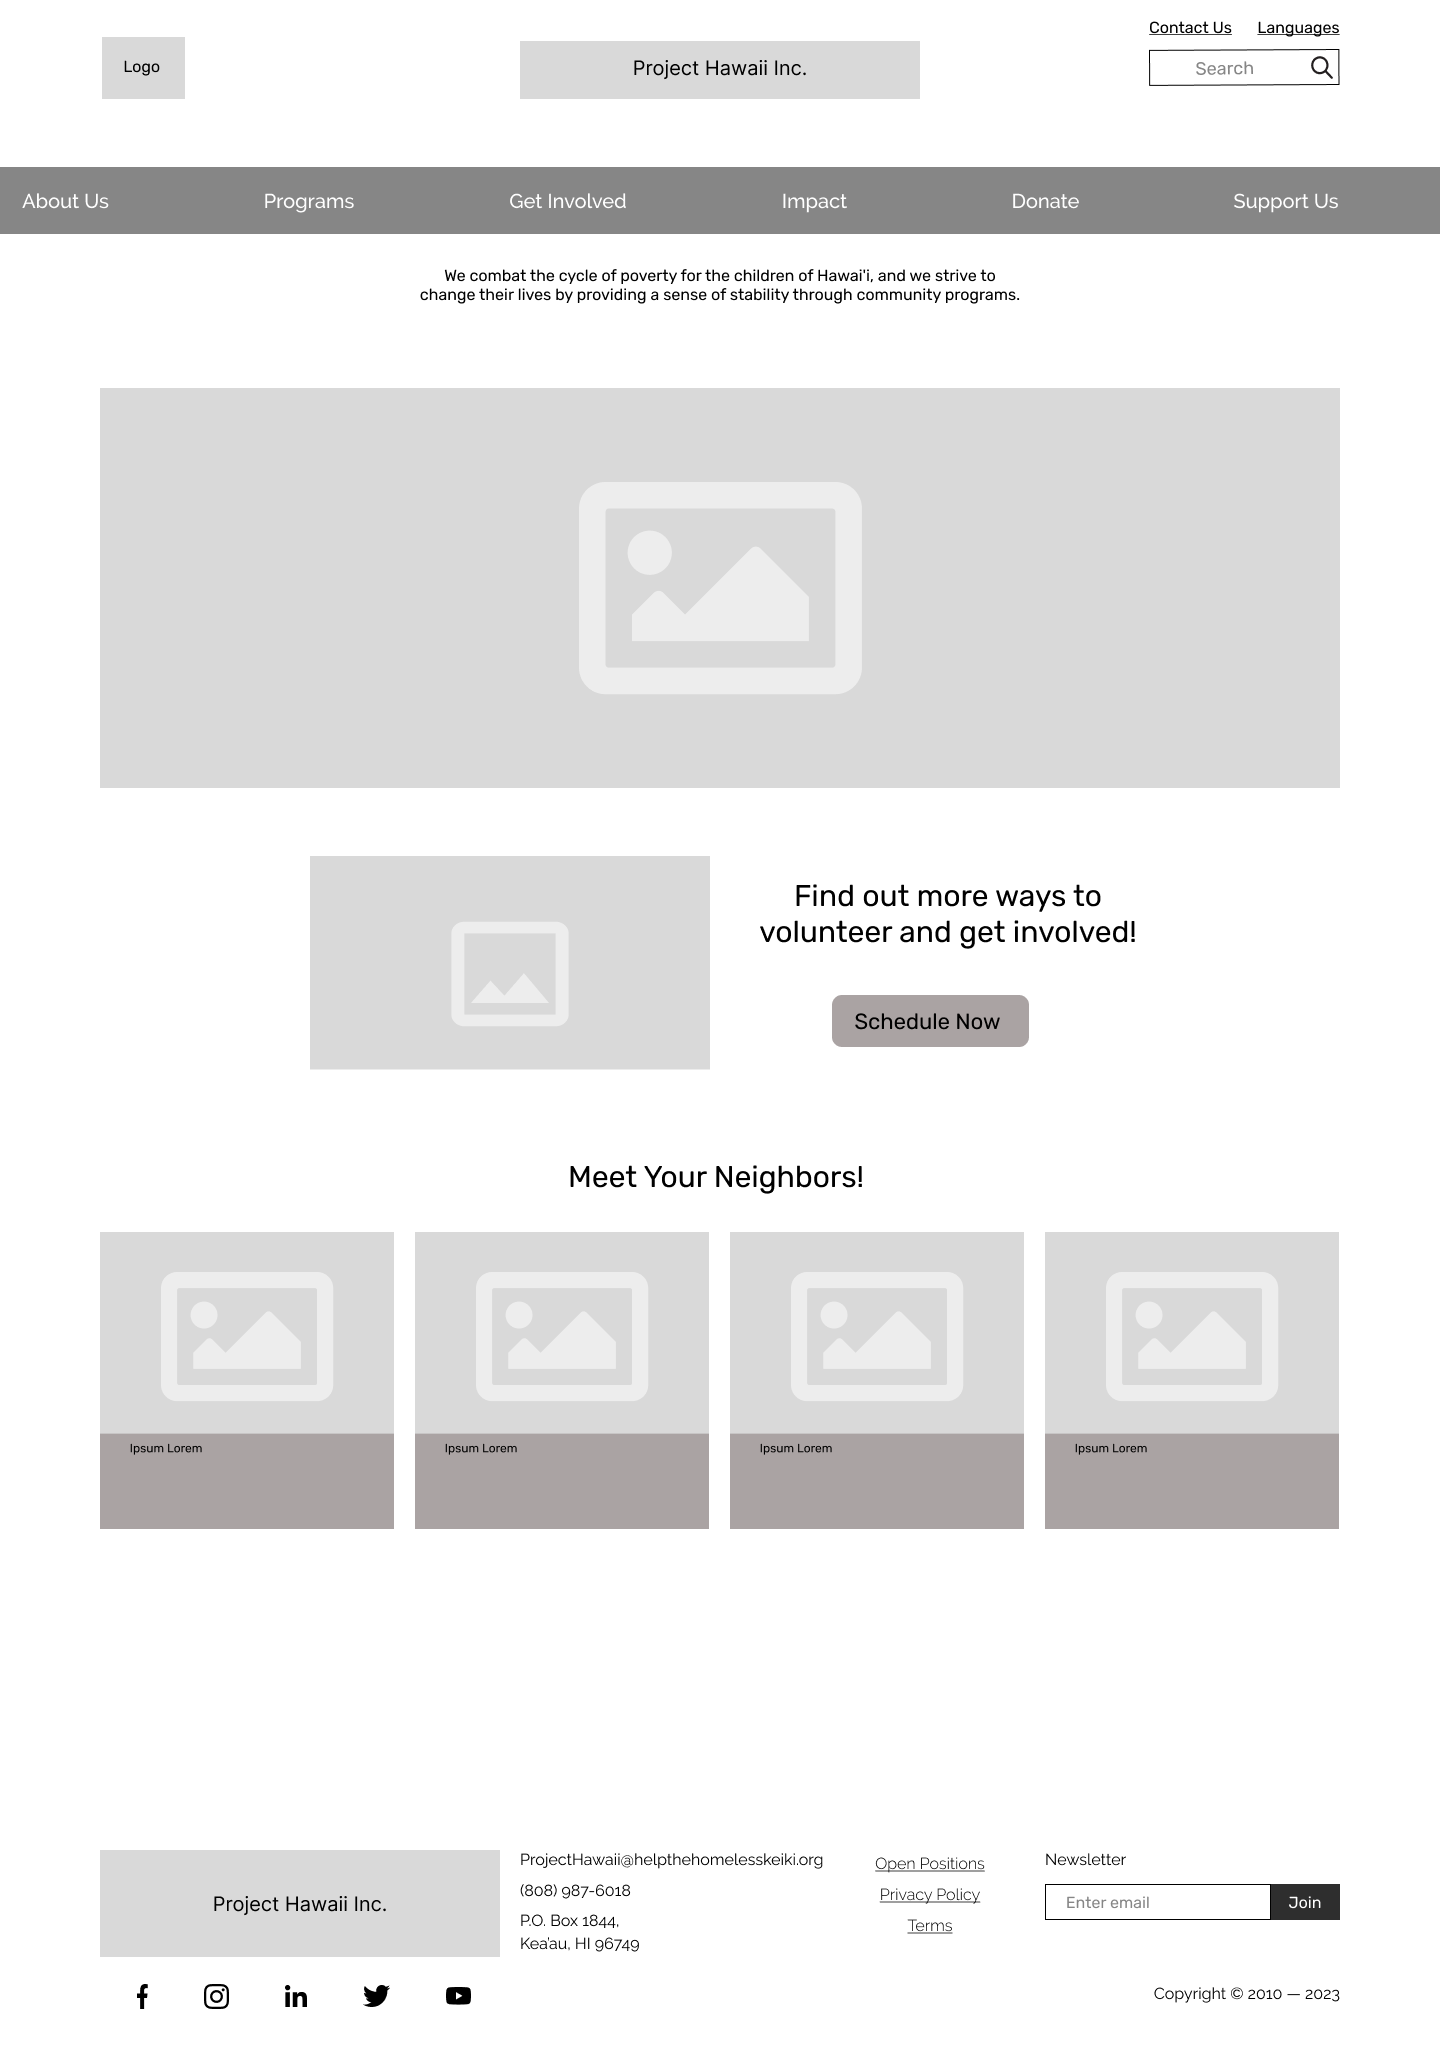 Contact Us Languages
Logo
Project Hawaii Inc.
Search
About Us Programs Get Involved Impact Donate Support Us
We combat the cycle of poverty for the children of Hawai'i, and we strive to
change their lives by providing a sense of stability through community programs.
Find out more ways to
volunteer and get involved!
Schedule Now
Meet Your Neighbors!
Ipsum Lorem Ipsum Lorem Ipsum Lorem Ipsum Lorem
Project Hawaii Inc.
ProjectHawaii@helpthehomelesskeiki.org
(808) 987-6018
P.O. Box 1844,
Kea'au, HI 96749
Open Positions
Privacy Policy
Terms
Newsletter
Enter email Join
Copyright © 2010 — 2023